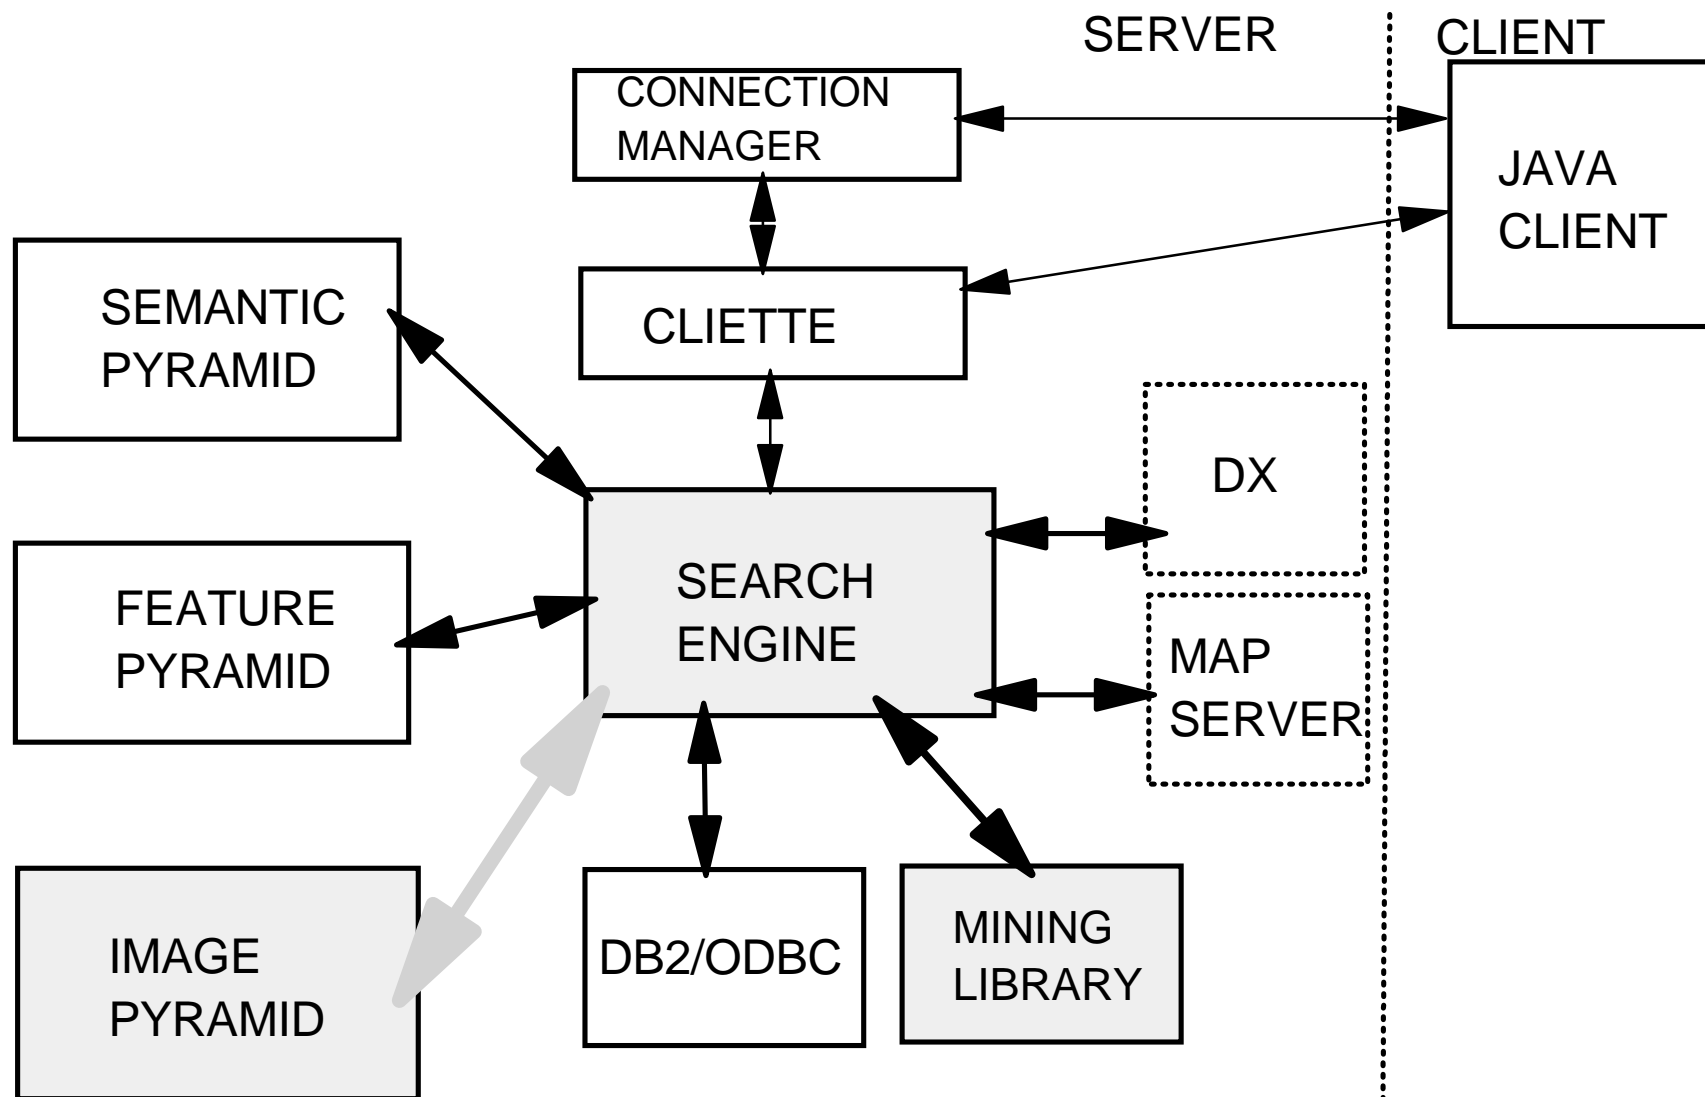 SERVER
CLIENT
CONNECTION
MANAGER
JAVA
CLIENT
SEMANTIC
PYRAMID
CLIETTE
DX
SEARCH
ENGINE
FEATURE
PYRAMID
MAP
SERVER
IMAGE
PYRAMID
DB2/ODBC
MINING
LIBRARY